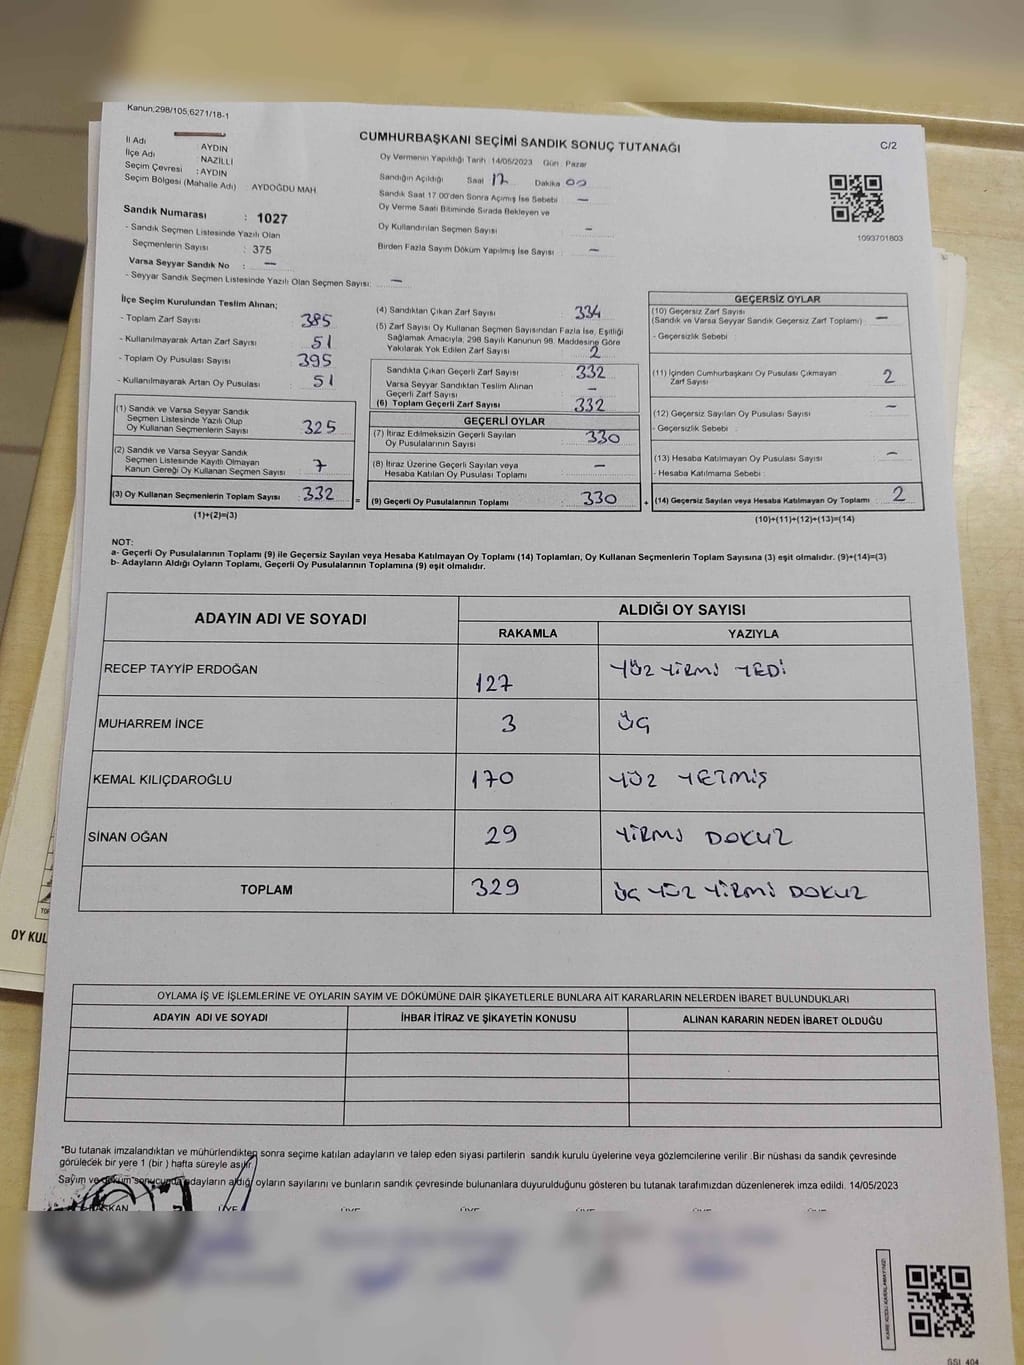 Kanun,298/105,6271/18-1
İl Adı : AYDIN
İlçe Adı : NAZİLLİ
Seçim Çevresi : AYDIN
Seçim Bölgesi (Mahalle Adı) : AYDOĞDU MAH.
Sandık Numarası : 1027
- Sandık Seçmen Listesinde Yazılı Olan
Seçmenlerin Sayısı : 375
Varsa Seyyar Sandık No : —
- Seyyar Sandık Seçmen Listesinde Yazılı Olan Seçmen Sayısı: —
CUMHURBAŞKANI SEÇİMİ SANDIK SONUÇ TUTANAĞI
C/2
Oy Vermenin Yapıldığı Tarih :14/05/2023 Gün : Pazar
Sandığın Açıldığı Saat 17 Dakika 00
Sandık Saat 17:00'den Sonra Açımış İse Sebebi —
Oy Verme Saati Bitiminde Sırada Bekleyen ve
Oy Kullandırılan Seçmen Sayısı —
Birden Fazla Sayım Döküm Yapılmış İse Sayısı : —
1093701803
İlçe Seçim Kurulundan Teslim Alınan;
- Toplam Zarf Sayısı : 385
- Kullanılmayarak Artan Zarf Sayısı : 51
- Toplam Oy Pusulası Sayısı : 395
- Kullanılmayarak Artan Oy Pusulası : 51
(1) Sandık ve Varsa Seyyar Sandık
Seçmen Listesinde Yazılı Olup
Oy Kullanan Seçmenlerin Sayısı : 325
(2) Sandık ve Varsa Seyyar Sandık
Seçmen Listesinde Kayıtlı Olmayan
Kanun Gereği Oy Kullanan Seçmen Sayısı : 7
(3) Oy Kullanan Seçmenlerin Toplam Sayısı : 332
(1)+(2)=(3)
=
(4) Sandıktan Çıkan Zarf Sayısı : 334
(5) Zarf Sayısı Oy Kullanan Seçmen Sayısından Fazla İse, Eşitliği
Sağlamak Amacıyla, 298 Sayılı Kanunun 98. Maddesine Göre
Yakılarak Yok Edilen Zarf Sayısı : 2
Sandıkta Çıkan Geçerli Zarf Sayısı : 332
Varsa Seyyar Sandıktan Teslim Alınan
Geçerli Zarf Sayısı : —
(6) Toplam Geçerli Zarf Sayısı : 332
GEÇERLİ OYLAR
(7) İtiraz Edilmeksizin Geçerli Sayılan
Oy Pusulalarının Sayısı : 330
(8) İtiraz Üzerine Geçerli Sayılan veya
Hesaba Katılan Oy Pusulası Toplamı : —
(9) Geçerli Oy Pusulalarının Toplamı : 330
+
GEÇERSİZ OYLAR
(10) Geçersiz Zarf Sayısı
(Sandık ve Varsa Seyyar Sandık Geçersiz Zarf Toplamı) : —
- Geçersizlik Sebebi :
(11) İçinden Cumhurbaşkanı Oy Pusulası Çıkmayan
Zarf Sayısı : 2
(12) Geçersiz Sayılan Oy Pusulası Sayısı : —
- Geçersizlik Sebebi :
(13) Hesaba Katılmayan Oy Pusulası Sayısı : —
- Hesaba Katılmama Sebebi :
(14) Geçersiz Sayılan veya Hesaba Katılmayan Oy Toplamı : 2
(10)+(11)+(12)+(13)=(14)
NOT:
a- Geçerli Oy Pusulalarının Toplamı (9) ile Geçersiz Sayılan veya Hesaba Katılmayan Oy Toplamı (14) Toplamları, Oy Kullanan Seçmenlerin Toplam Sayısına (3) eşit olmalıdır. (9)+(14)=(3)
b- Adayların Aldığı Oyların Toplamı, Geçerli Oy Pusulalarının Toplamına (9) eşit olmalıdır.
ADAYIN ADI VE SOYADI
ALDIĞI OY SAYISI
RAKAMLA YAZIYLA
RECEP TAYYİP ERDOĞAN 127 YÜZ YİRMİ YEDİ
MUHARREM İNCE 3 ÜÇ
KEMAL KILIÇDAROĞLU 170 YÜZ YETMİŞ
SİNAN OĞAN 29 YİRMİ DOKUZ
TOPLAM 329 ÜÇ YÜZ YİRMİ DOKUZ
OY KUL
OYLAMA İŞ VE İŞLEMLERİNE VE OYLARIN SAYIM VE DÖKÜMÜNE DAİR ŞİKAYETLERLE BUNLARA AİT KARARLARIN NELERDEN İBARET BULUNDUKLARI
ADAYIN ADI VE SOYADI İHBAR İTİRAZ VE ŞİKAYETİN KONUSU ALINAN KARARIN NEDEN İBARET OLDUĞU
*Bu tutanak imzalandıktan ve mühürlendikten sonra seçime katılan adayların ve talep eden siyasi partilerin sandık kurulu üyelerine veya gözlemcilerine verilir .Bir nüshası da sandık çevresinde
görülecek bir yere 1 (bir ) hafta süreyle asılır.
Sayım ve döküm sonucunda adayların aldığı oyların sayılarını ve bunların sandık çevresinde bulunanlara duyurulduğunu gösteren bu tutanak tarafımızdan düzenlenerek imza edildi. 14/05/2023